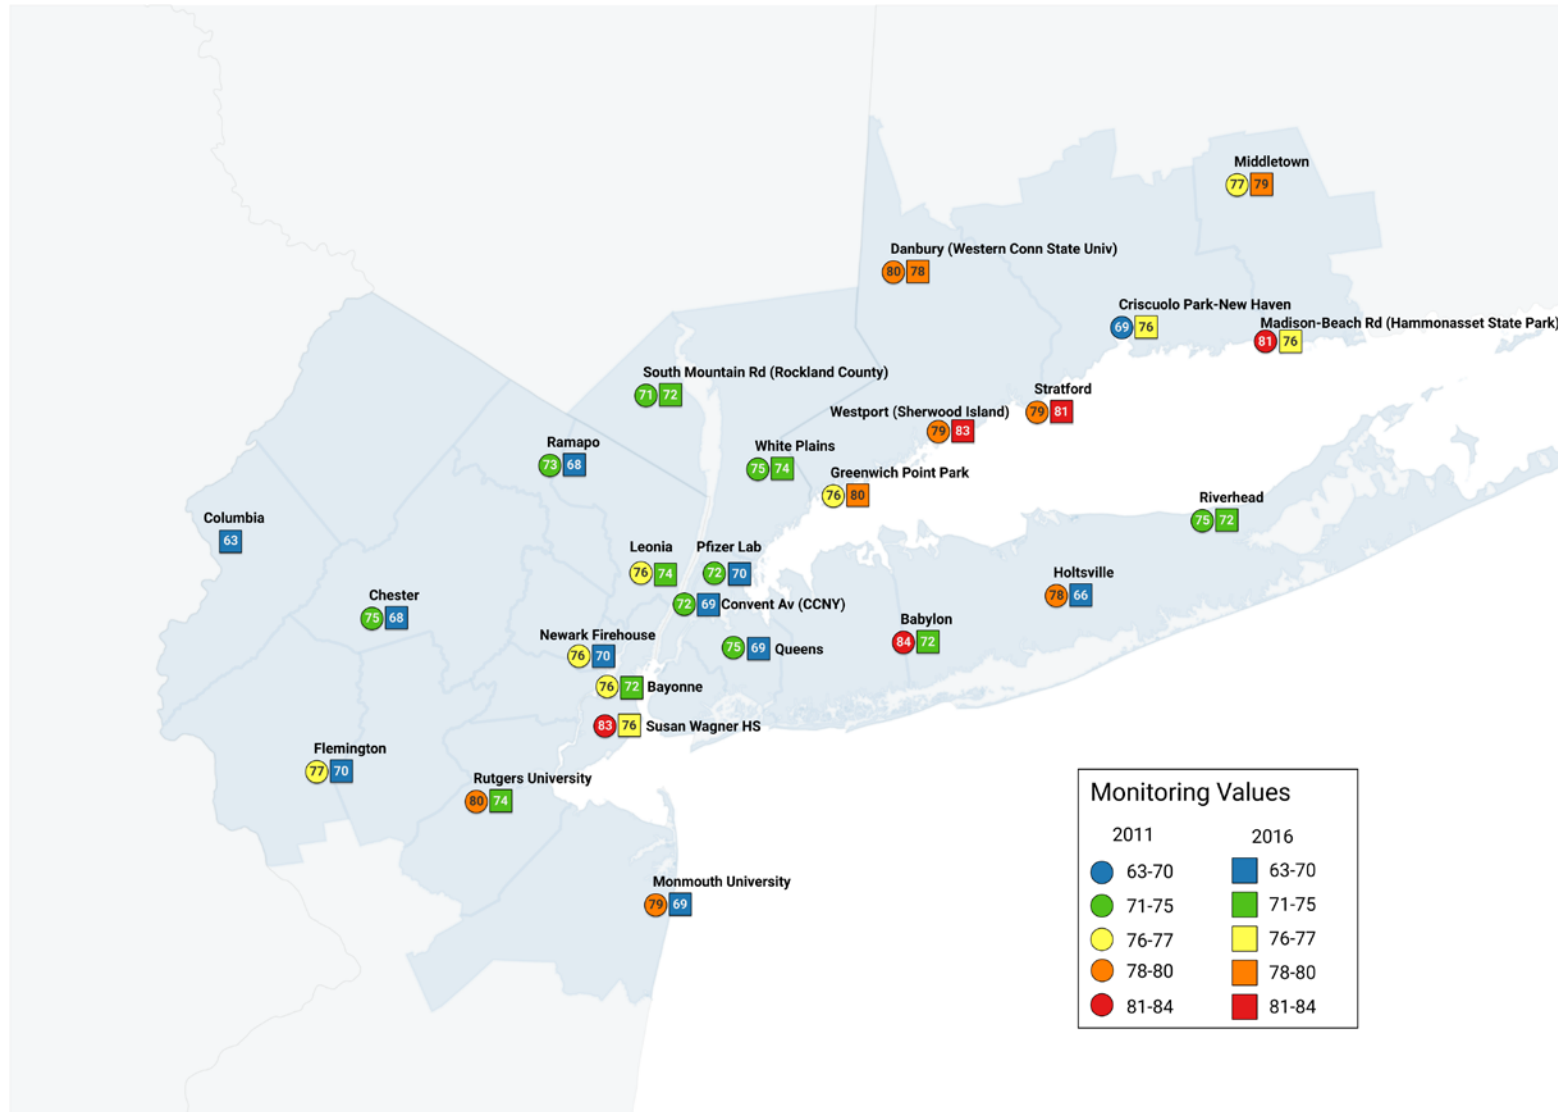 Middletown
77 79
Danbury (Western Conn State Univ)
80 78
Criscuolo Park-New Haven
69 76
Madison-Beach Rd (Hammonasset State Park)
81 76
South Mountain Rd (Rockland County)
71 72
Stratford
79 81
Westport (Sherwood Island)
79 83
Ramapo
73 68
White Plains
75 74
Greenwich Point Park
76 80
Riverhead
75 72
Columbia
63
Leonia
76 74
Pfizer Lab
72 70
Holtsville
78 66
Chester
75 68
72 69 Convent Av (CCNY)
Babylon
84 72
Newark Firehouse
76 70
75 69 Queens
76 72 Bayonne
83 76 Susan Wagner HS
Flemington
77 70
Rutgers University
80 74
Monmouth University
79 69
Monitoring Values
2011 2016
63-70 63-70
71-75 71-75
76-77 76-77
78-80 78-80
81-84 81-84